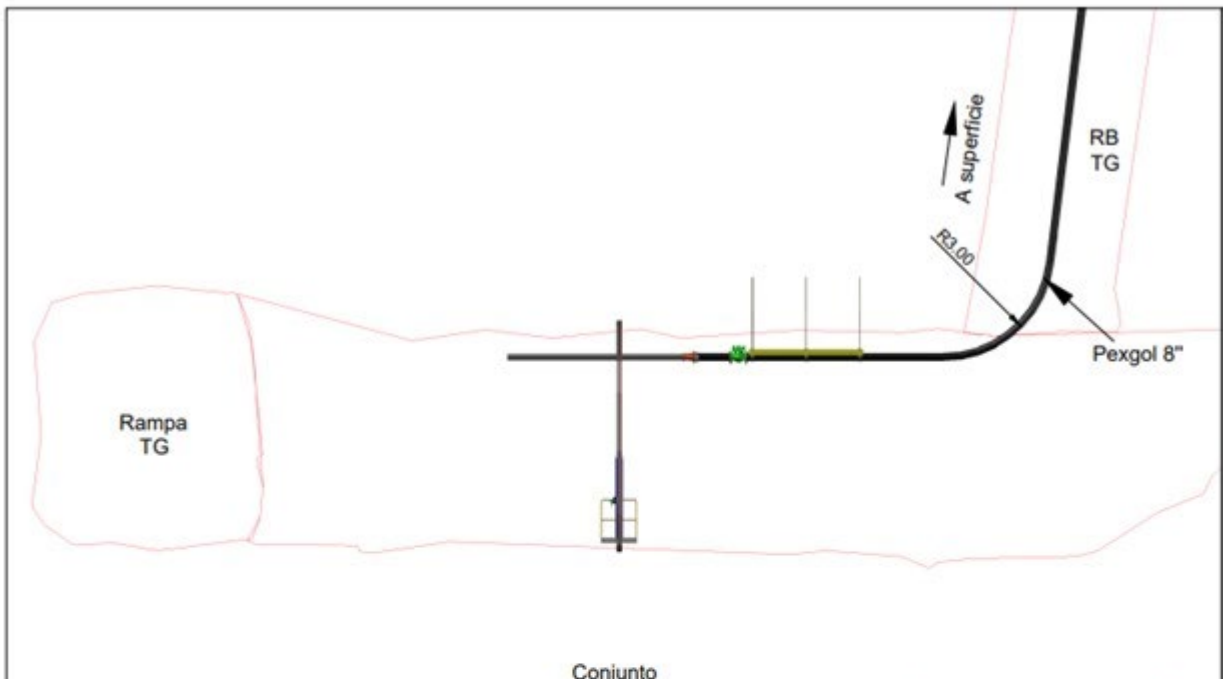 A superficie
RB
TG
R3.00
Pexgol 8"
Rampa
TG
Conjunto